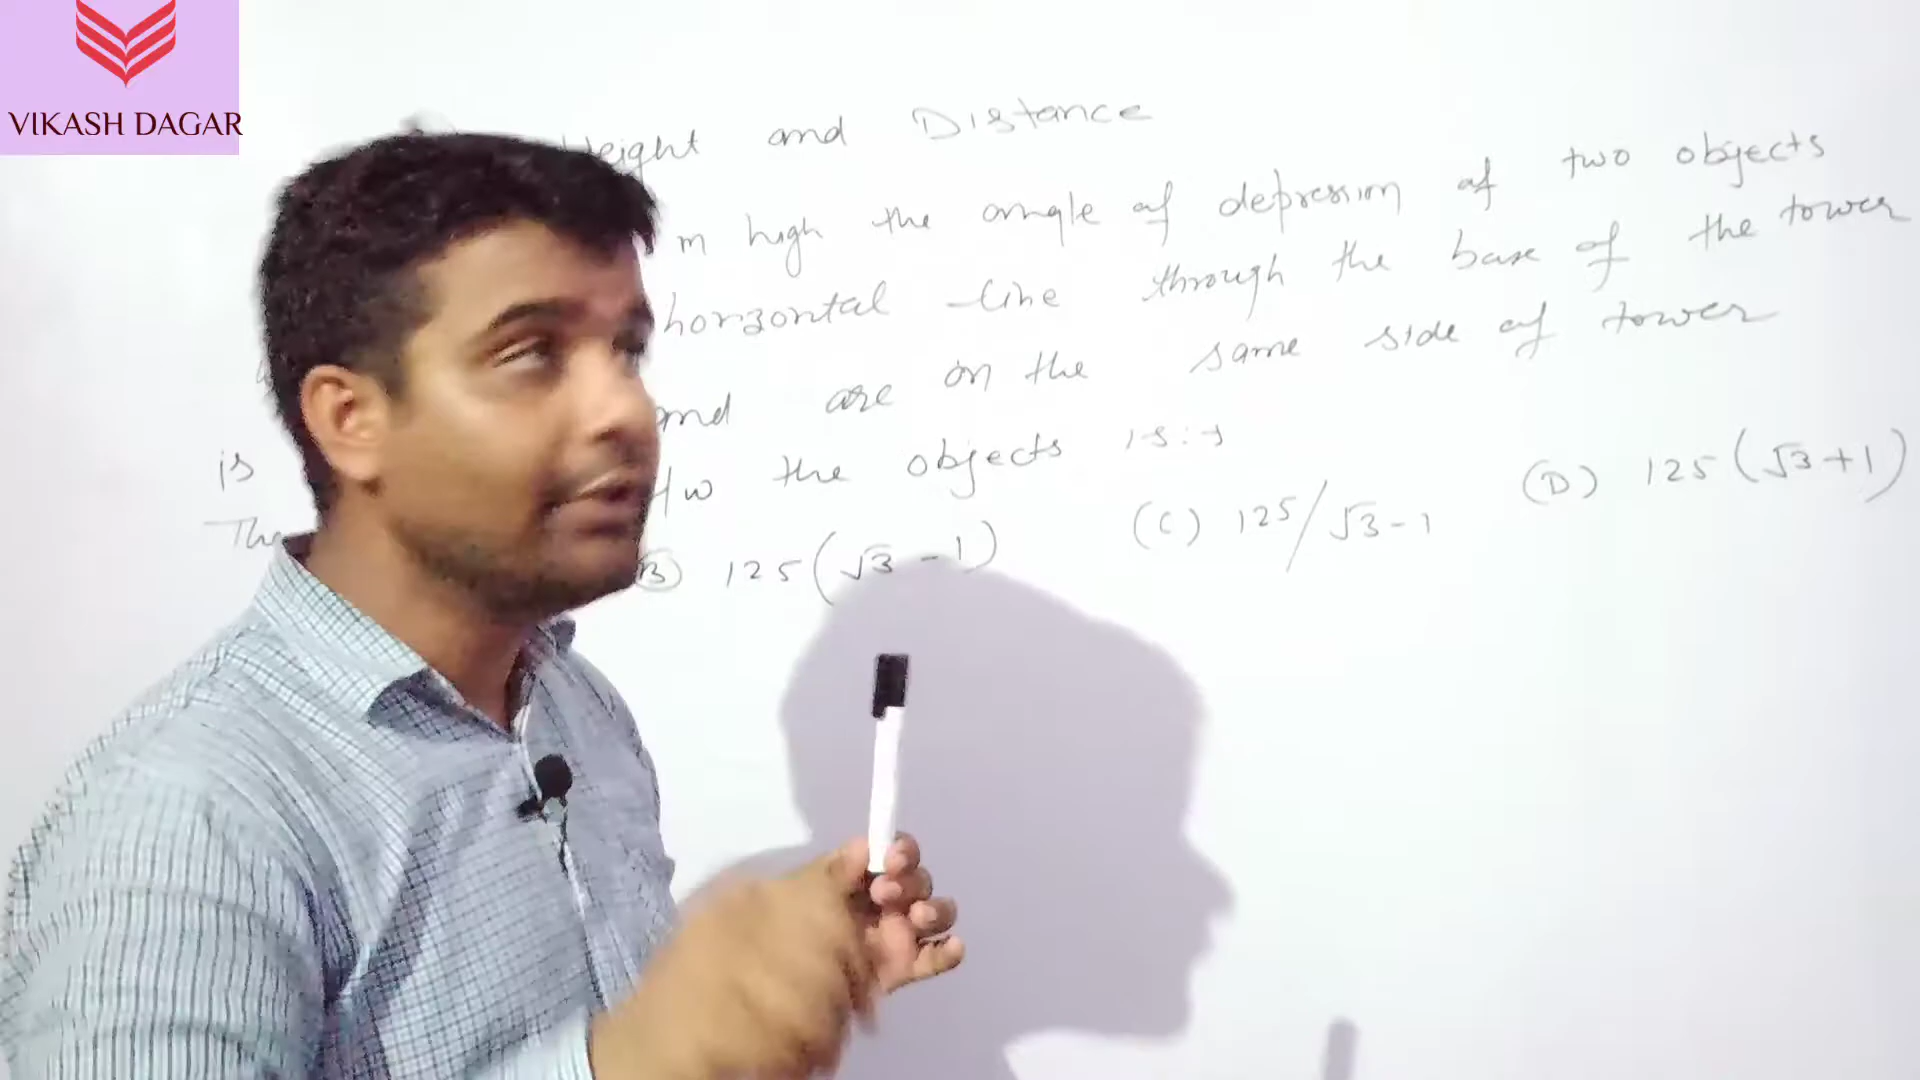 VIKASH DAGAR
Height and Distance
m high the angle of depression of two objects
horizontal line through the base of the tower
is and are on the same side of tower
The the objects is :→
(B) 125(√3-1) (C) 125/√3-1 (D) 125(√3+1)